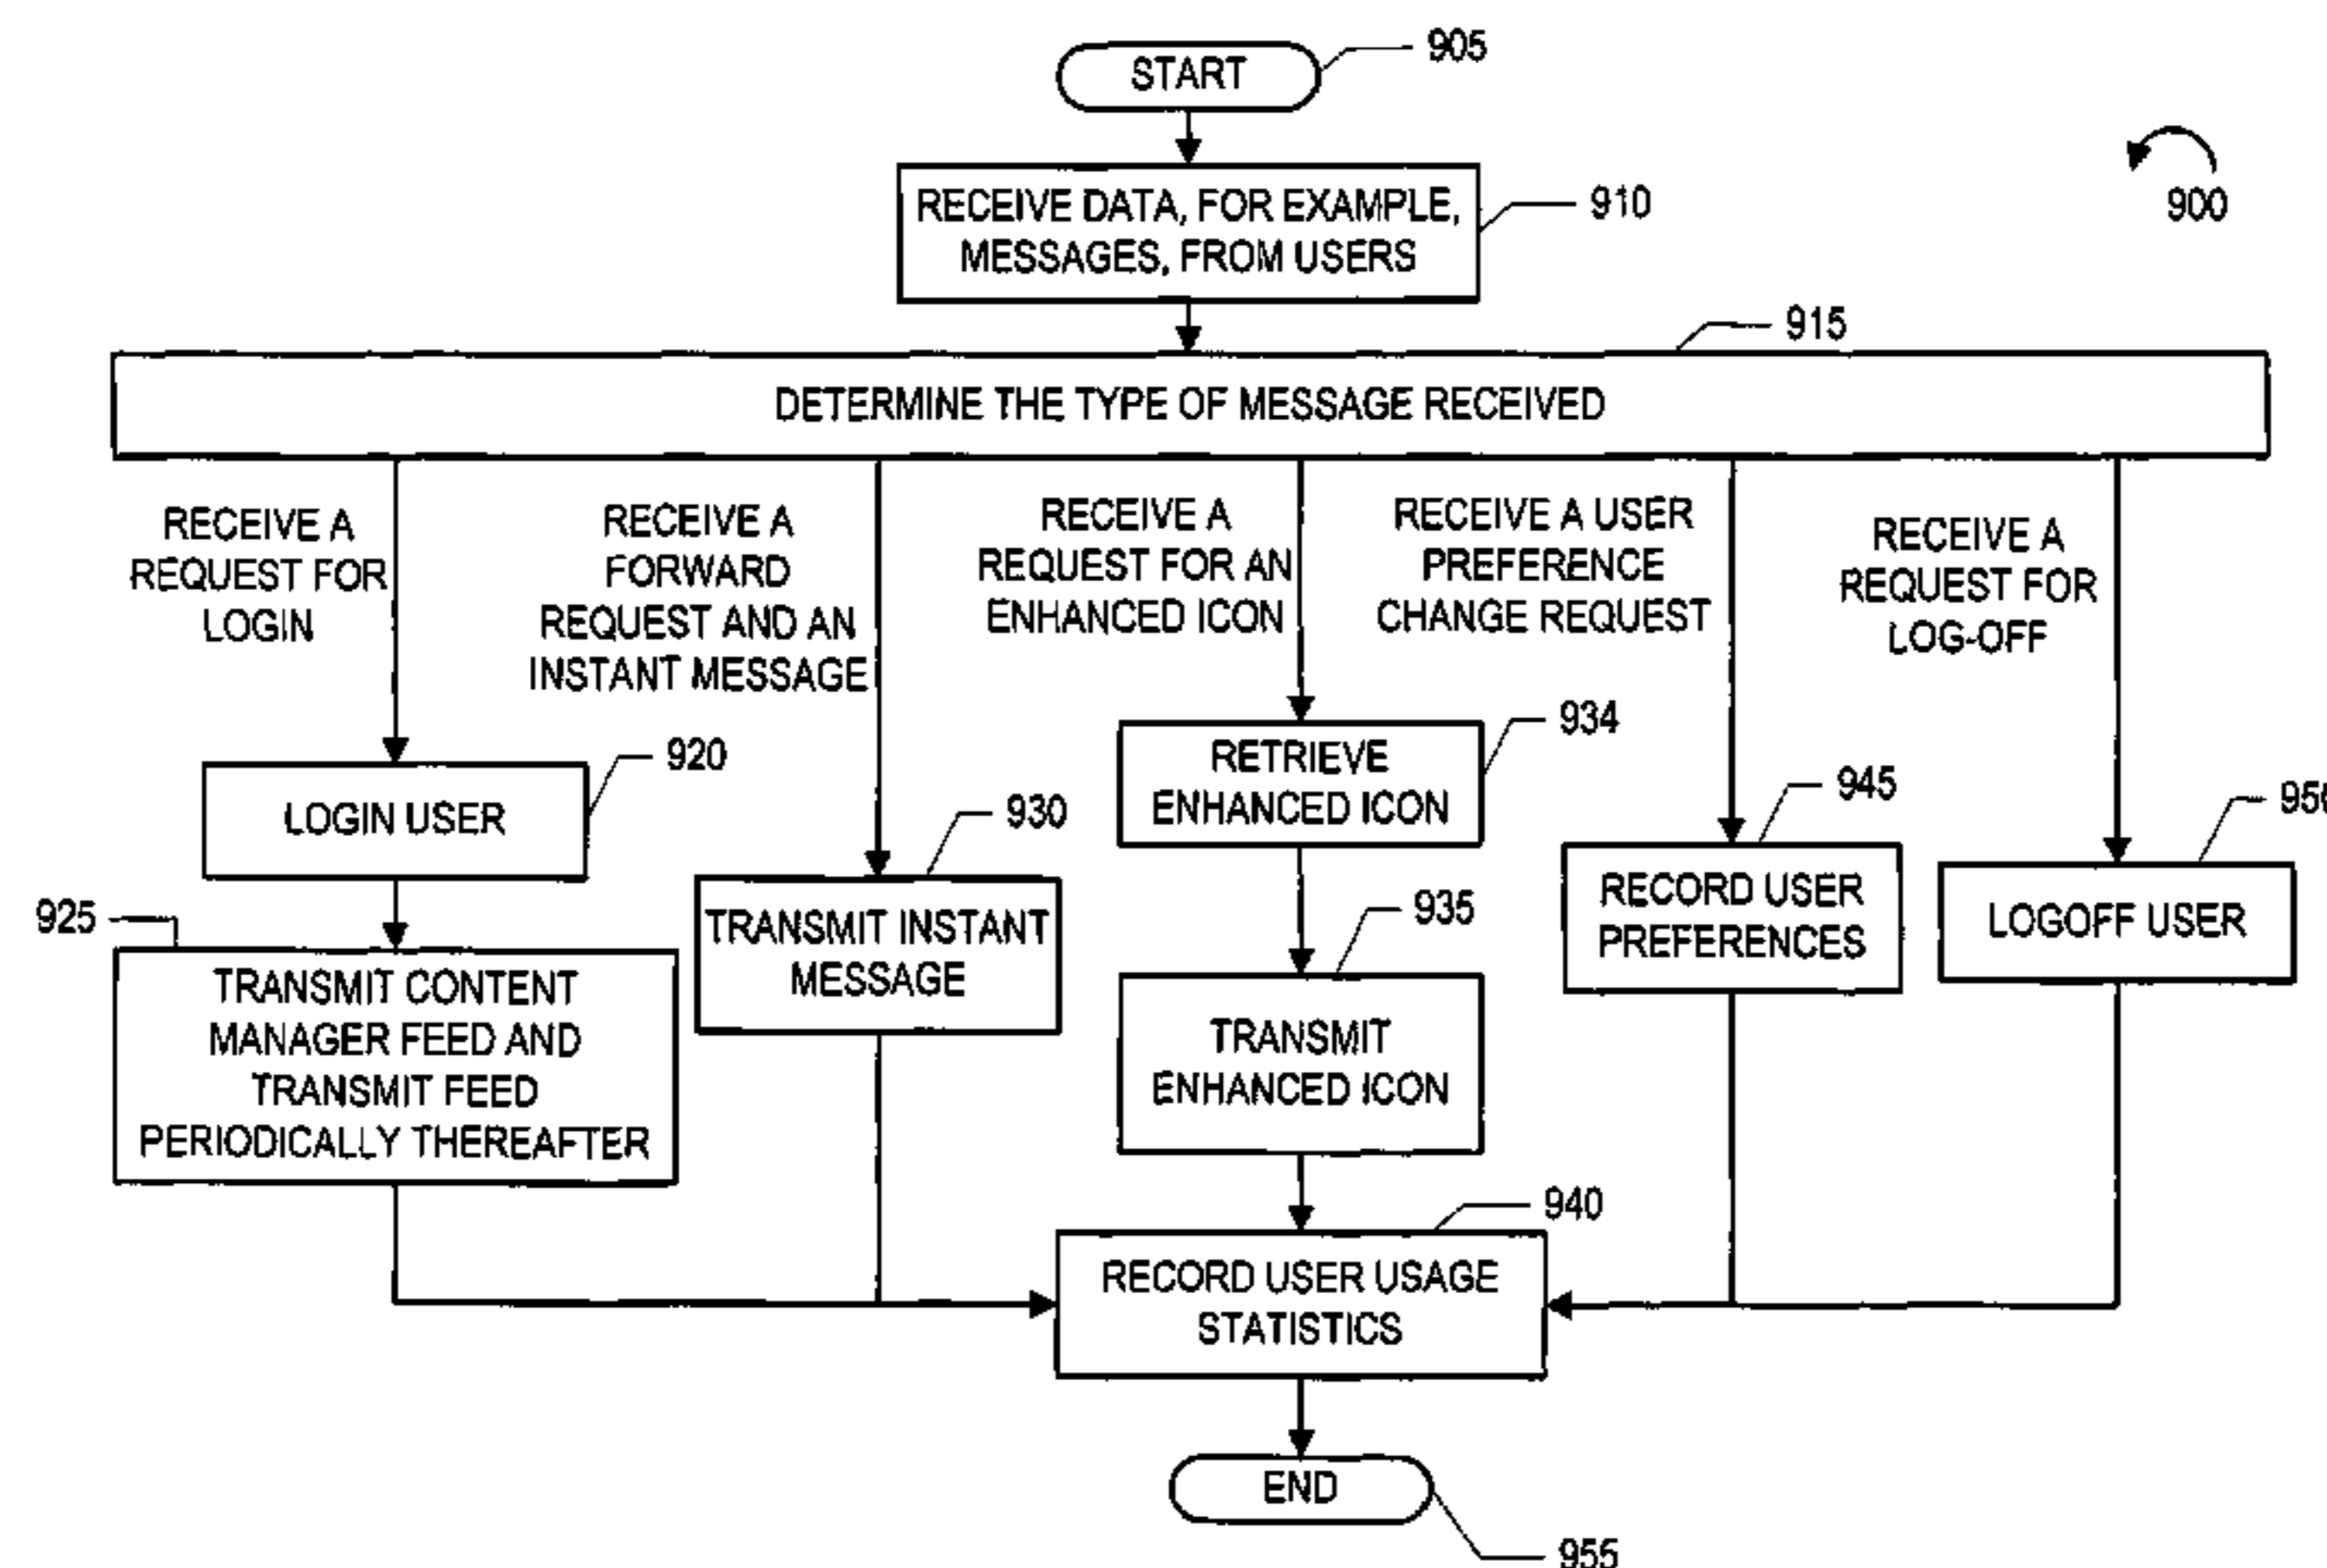 START
905
RECEIVE DATA, FOR EXAMPLE,
MESSAGES, FROM USERS
910
900
915
DETERMINE THE TYPE OF MESSAGE RECEIVED
RECEIVE A
REQUEST FOR
LOGIN
RECEIVE A
FORWARD
REQUEST AND AN
INSTANT MESSAGE
RECEIVE A
REQUEST FOR AN
ENHANCED ICON
RECEIVE A USER
PREFERENCE
CHANGE REQUEST
RECEIVE A
REQUEST FOR
LOG-OFF
LOGIN USER
920
925
TRANSMIT CONTENT
MANAGER FEED AND
TRANSMIT FEED
PERIODICALLY THEREAFTER
930
TRANSMIT INSTANT
MESSAGE
934
RETRIEVE
ENHANCED ICON
935
TRANSMIT
ENHANCED ICON
945
RECORD USER
PREFERENCES
LOGOFF USER
940
RECORD USER USAGE
STATISTICS
END
955